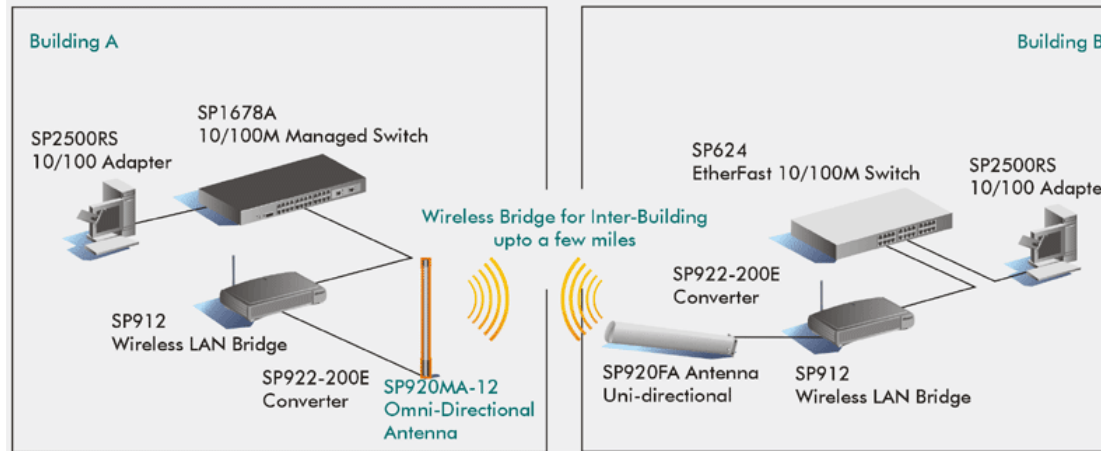 Building A
SP1678A
10/100M Managed Switch
SP2500RS
10/100 Adapter
SP912
Wireless LAN Bridge
SP922-200E
Converter
SP920MA-12
Omni-Directional
Antenna
Wireless Bridge for Inter-Building
upto a few miles
Building B
SP624
EtherFast 10/100M Switch
SP2500RS
10/100 Adapte
SP922-200E
Converter
SP920FA Antenna
Uni-directional
SP912
Wireless LAN Bridge